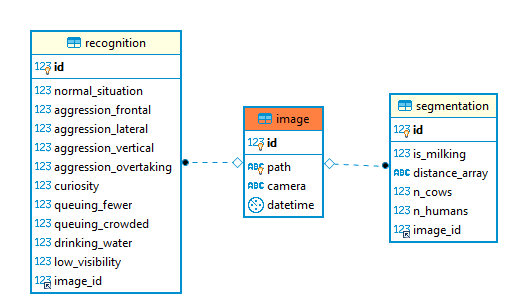 recognition
123 id
123 normal_situation
123 aggression_frontal
123 aggression_lateral
123 aggression_vertical
123 aggression_overtaking
123 curiosity
123 queuing_fewer
123 queuing_crowded
123 drinking_water
123 low_visibility
123 image_id
image
123 id
ABC path
ABC camera
datetime
segmentation
123 id
123 is_milking
ABC distance_array
123 n_cows
123 n_humans
123 image_id